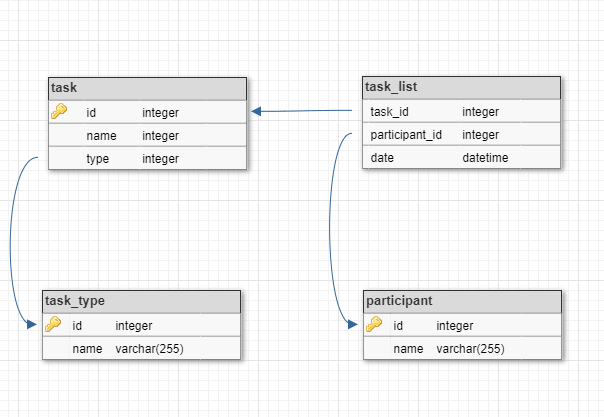 task
id integer
name integer
type integer
task_list
task_id integer
participant_id integer
date datetime
task_type
id integer
name varchar(255)
participant
id integer
name varchar(255)